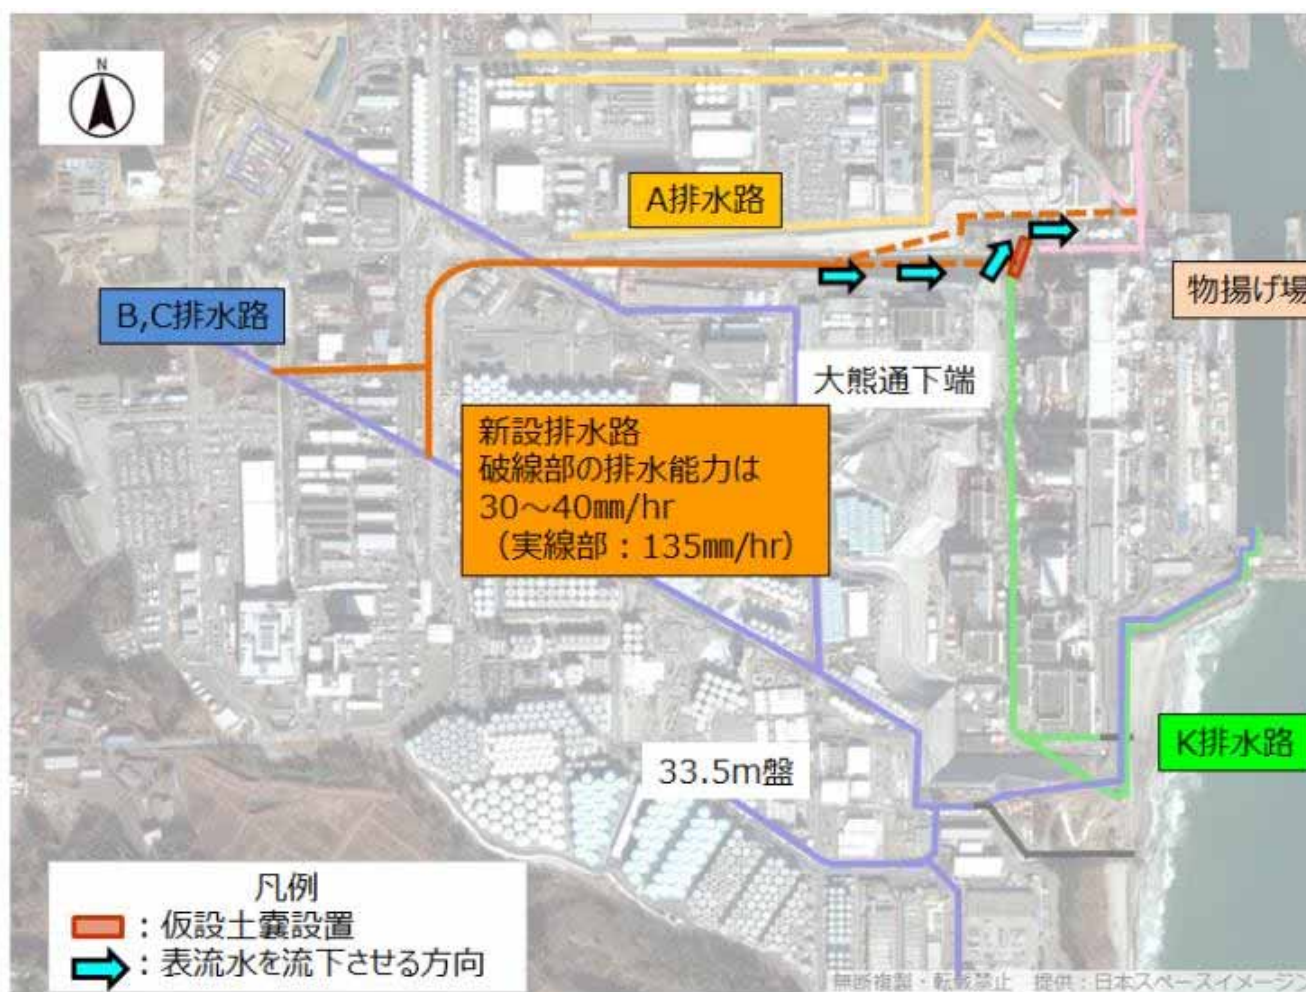 N
A排水路
物揚げ場
B,C排水路
大熊通下端
新設排水路
破線部の排水能力は
30～40㎜/hr
（実線部：135㎜/hr）
33.5m盤
K排水路
凡例
：仮設土嚢設置
：表流水を流下させる方向
無断複製・転載禁止 提供：日本スペースイメージン